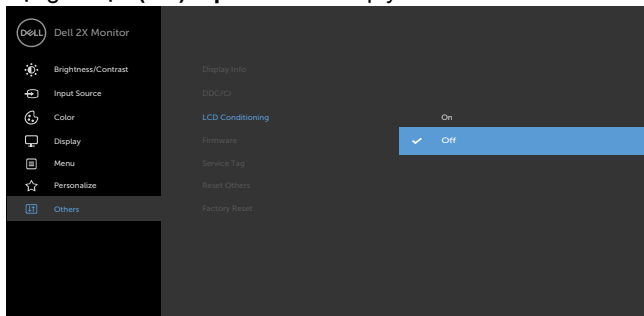 DELL Dell 2X Monitor
Brightness/Contrast Display Info
Input Source DDC/CI
Color LCD Conditioning On
Display Firmware Off
Menu Service Tag
Personalize Reset Others
Others Factory Reset